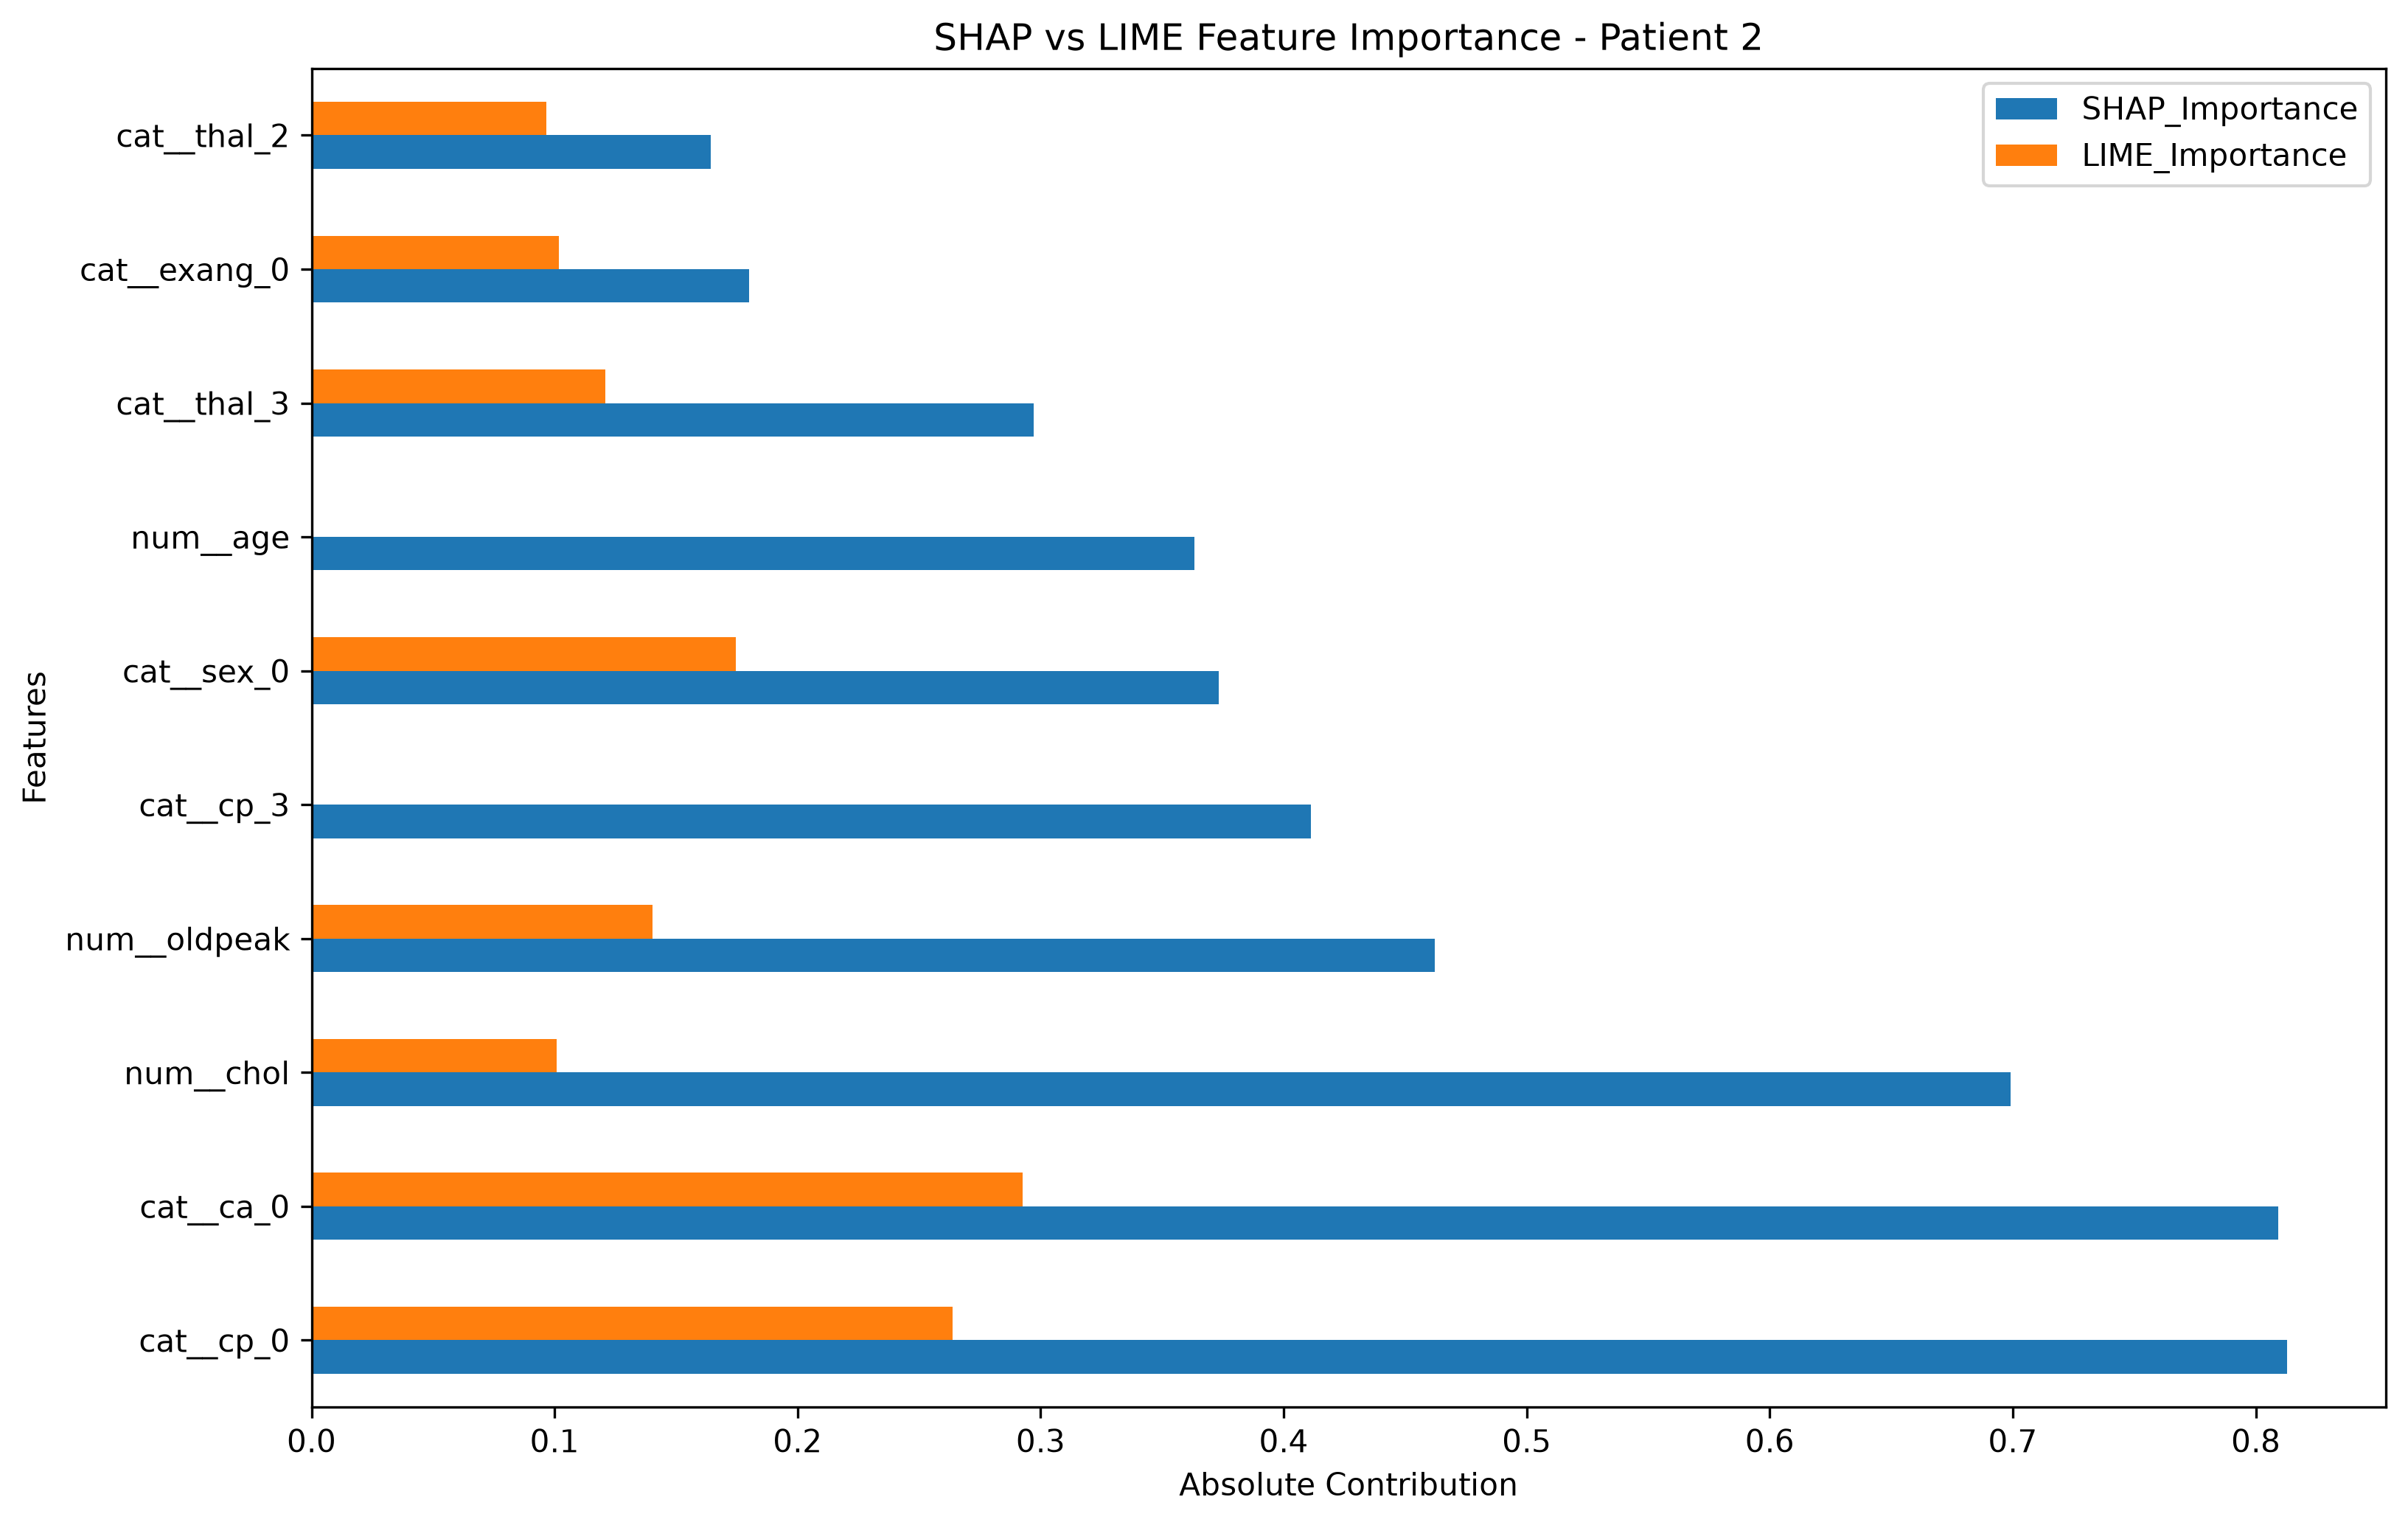 SHAP vs LIME Feature Importance - Patient 2
SHAP_Importance
LIME_Importance
cat__thal_2
cat__exang_0
cat__thal_3
num__age
cat__sex_0
cat__cp_3
num__oldpeak
num__chol
cat__ca_0
cat__cp_0
Features
0.0 0.1 0.2 0.3 0.4 0.5 0.6 0.7 0.8
Absolute Contribution